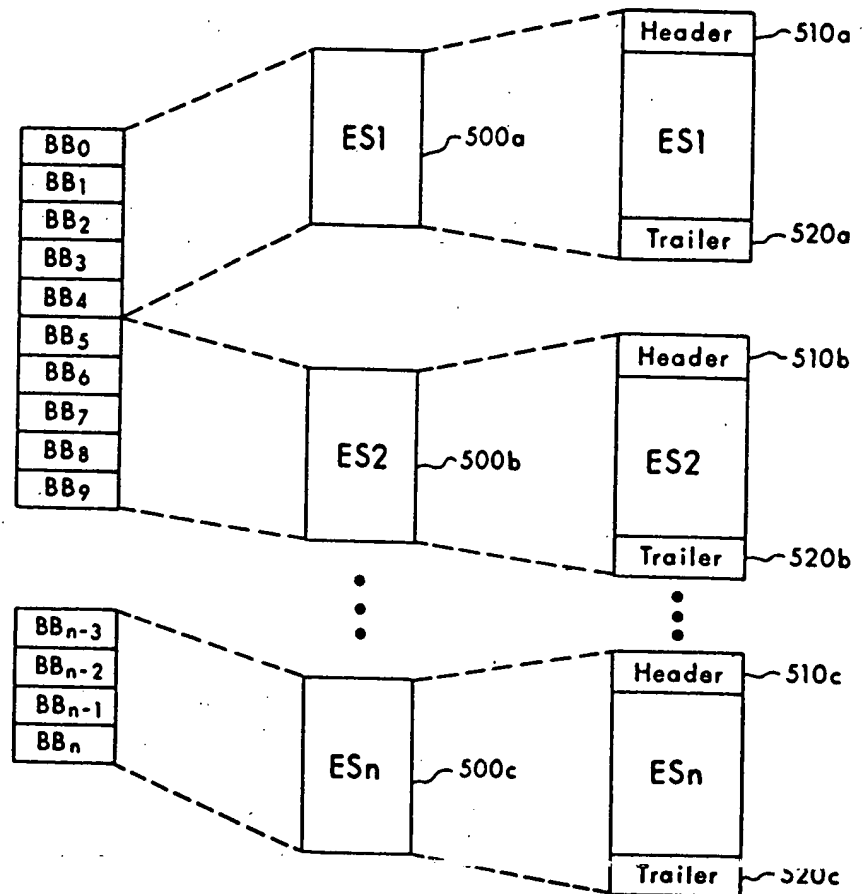 Header
510a
ES1
500a
ES1
Trailer
520a
BB0
BB1
BB2
BB3
BB4
BB5
BB6
BB7
BB8
BB9
Header
510b
ES2
500b
ES2
Trailer
520b
BBn-3
BBn-2
BBn-1
BBn
Header
510c
ESn
500c
ESn
Trailer
520c